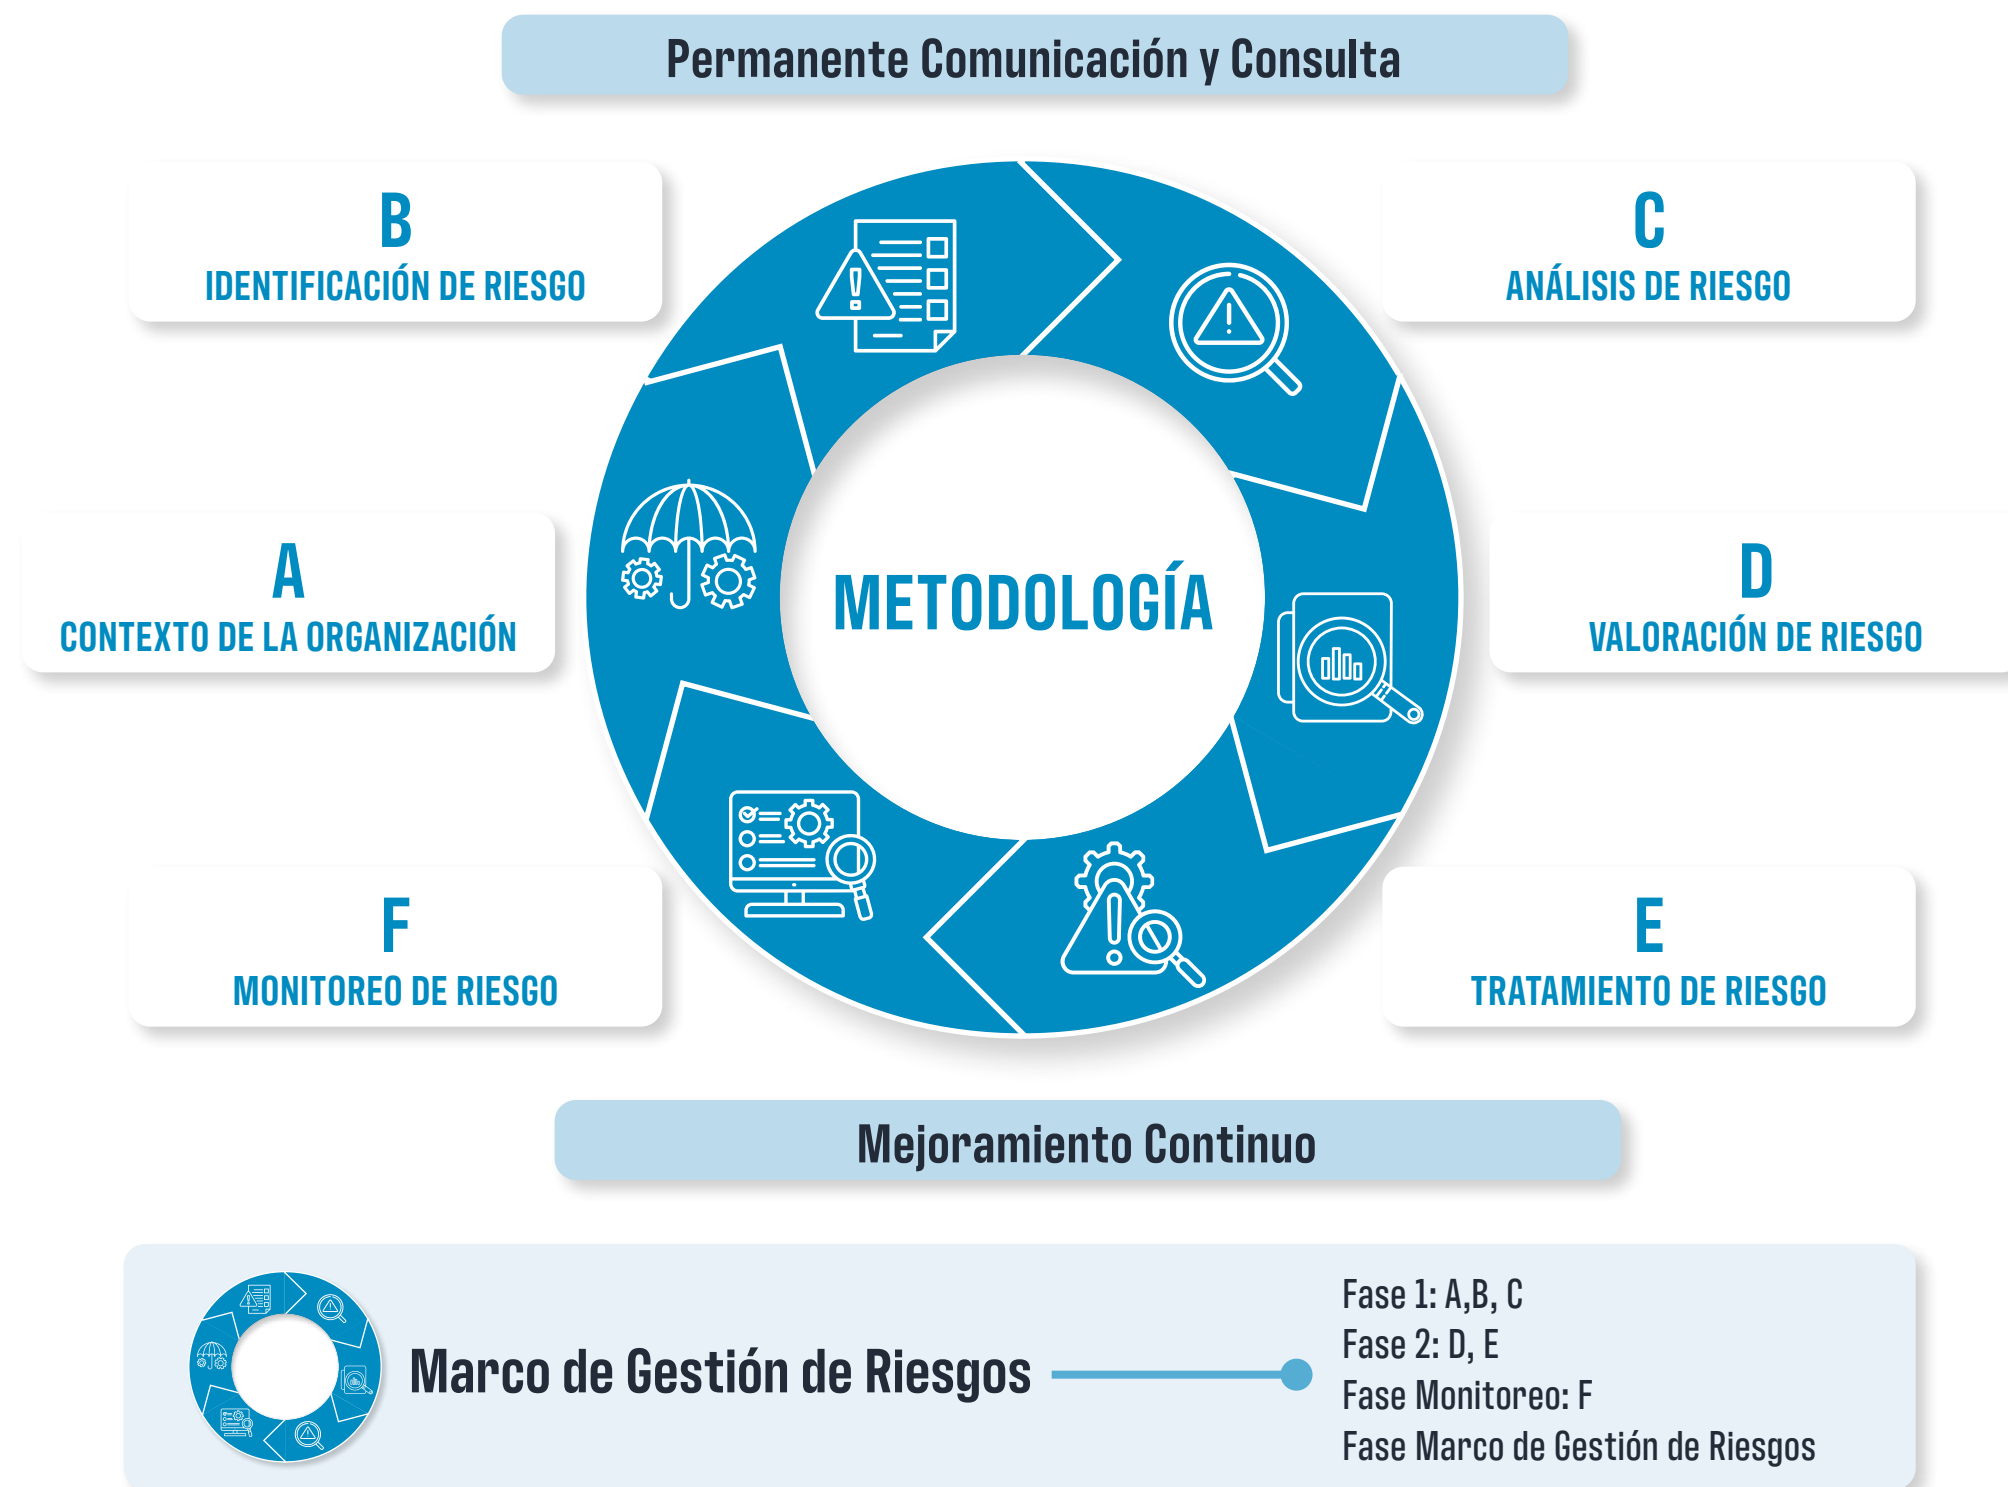 Permanente Comunicación y Consulta
B
IDENTIFICACIÓN DE RIESGO
C
ANÁLISIS DE RIESGO
A
CONTEXTO DE LA ORGANIZACIÓN
METODOLOGÍA
D
VALORACIÓN DE RIESGO
F
MONITOREO DE RIESGO
E
TRATAMIENTO DE RIESGO
Mejoramiento Continuo
Marco de Gestión de Riesgos
Fase 1: A,B, C
Fase 2: D, E
Fase Monitoreo: F
Fase Marco de Gestión de Riesgos